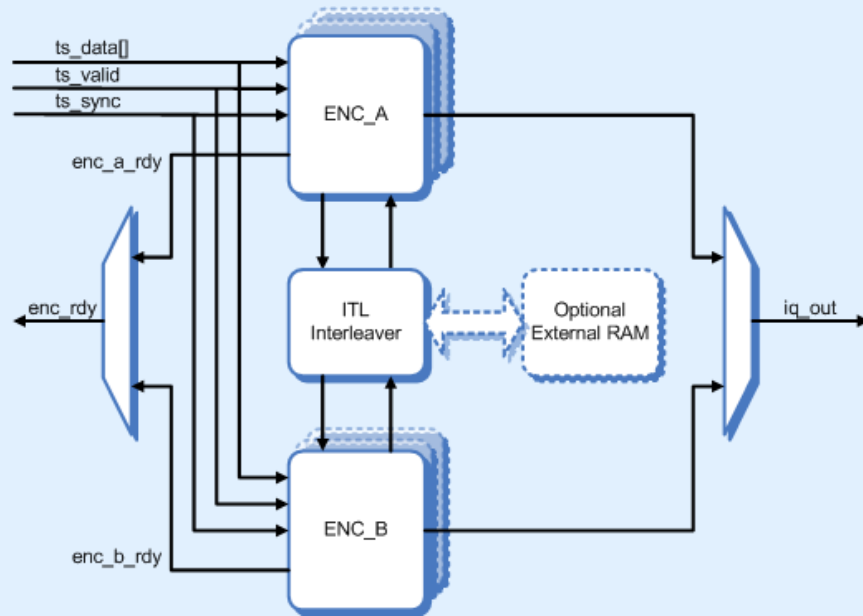 ts_data[]
ts_valid
ts_sync
ENC_A
enc_a_rdy
enc_rdy
ITL
Interleaver
Optional
External RAM
iq_out
ENC_B
enc_b_rdy